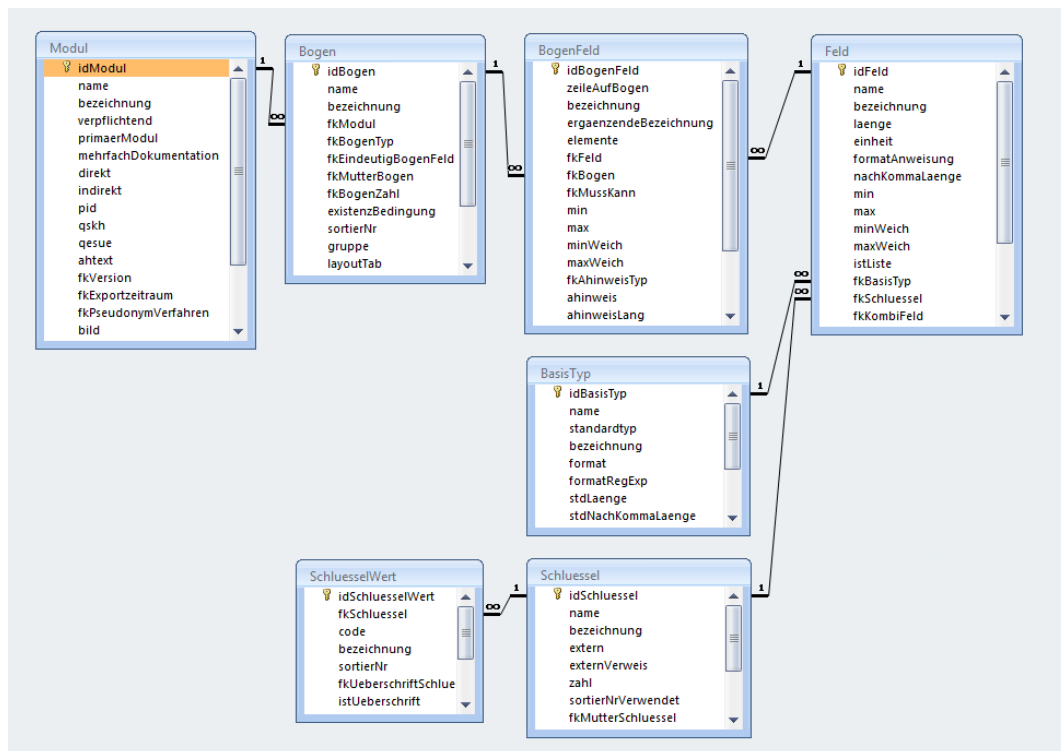 Modul
idModul
name
bezeichnung
verpflichtend
primaerModul
mehrfachDokumentation
direkt
indirekt
pid
qskh
qesue
ahtext
fkVersion
fkExportzeitraum
fkPseudonymVerfahren
bild
1
∞
Bogen
idBogen
name
bezeichnung
fkModul
fkBogenTyp
fkEindeutigBogenFeld
fkMutterBogen
fkBogenZahl
existenzBedingung
sortierNr
gruppe
layoutTab
1
∞
BogenFeld
idBogenFeld
zeileAufBogen
bezeichnung
ergaenzendeBezeichnung
elemente
fkFeld
fkBogen
fkMussKann
min
max
minWeich
maxWeich
fkAhinweisTyp
ahinweis
ahinweisLang
∞
1
Feld
idFeld
name
bezeichnung
laenge
einheit
formatAnweisung
nachKommaLaenge
min
max
minWeich
maxWeich
istListe
fkBasisTyp
fkSchluessel
fkKombiFeld
∞
∞
BasisTyp
idBasisTyp
name
standardtyp
bezeichnung
format
formatRegExp
stdLaenge
stdNachKommaLaenge
1
SchluesselWert
idSchluesselWert
fkSchluessel
code
bezeichnung
sortierNr
fkUeberschriftSchlue
istUeberschrift
∞
1
Schluessel
idSchluessel
name
bezeichnung
extern
externVerweis
zahl
sortierNrVerwendet
fkMutterSchluessel
1